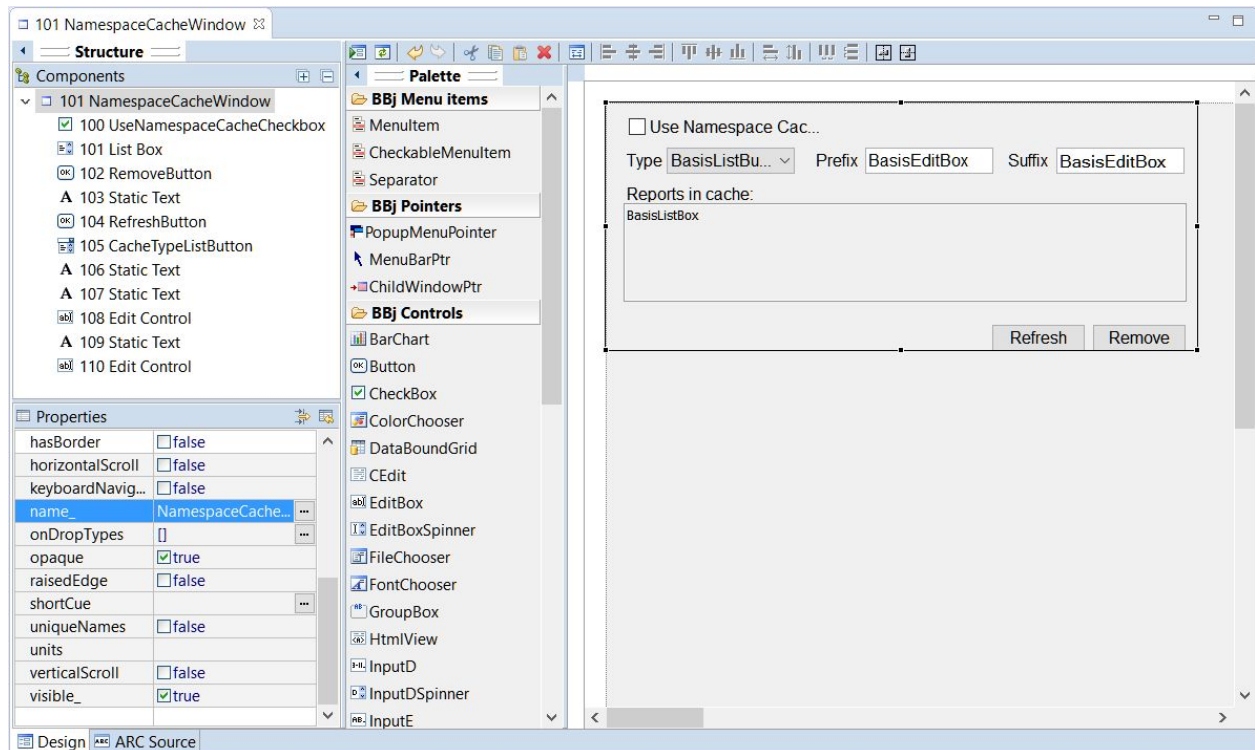 101 NamespaceCacheWindow
Structure
Components
101 NamespaceCacheWindow
100 UseNamespaceCacheCheckbox
101 List Box
102 RemoveButton
A 103 Static Text
104 RefreshButton
105 CacheTypeListButton
A 106 Static Text
A 107 Static Text
108 Edit Control
A 109 Static Text
110 Edit Control
Properties
hasBorder false
horizontalScroll false
keyboardNavig... false
name_ NamespaceCache... ...
onDropTypes [] ...
opaque true
raisedEdge false
shortCue ...
uniqueNames false
units
verticalScroll false
visible_ true
Design ARC Source
Palette
BBj Menu items
MenuItem
CheckableMenuItem
Separator
BBj Pointers
PopupMenuPointer
MenuBarPtr
ChildWindowPtr
BBj Controls
BarChart
Button
CheckBox
ColorChooser
DataBoundGrid
CEdit
EditBox
EditBoxSpinner
FileChooser
FontChooser
GroupBox
HtmlView
InputD
InputDSpinner
InputE
Use Namespace Cac...
Type BasisListBu... Prefix BasisEditBox Suffix BasisEditBox
Reports in cache:
BasisListBox
Refresh Remove